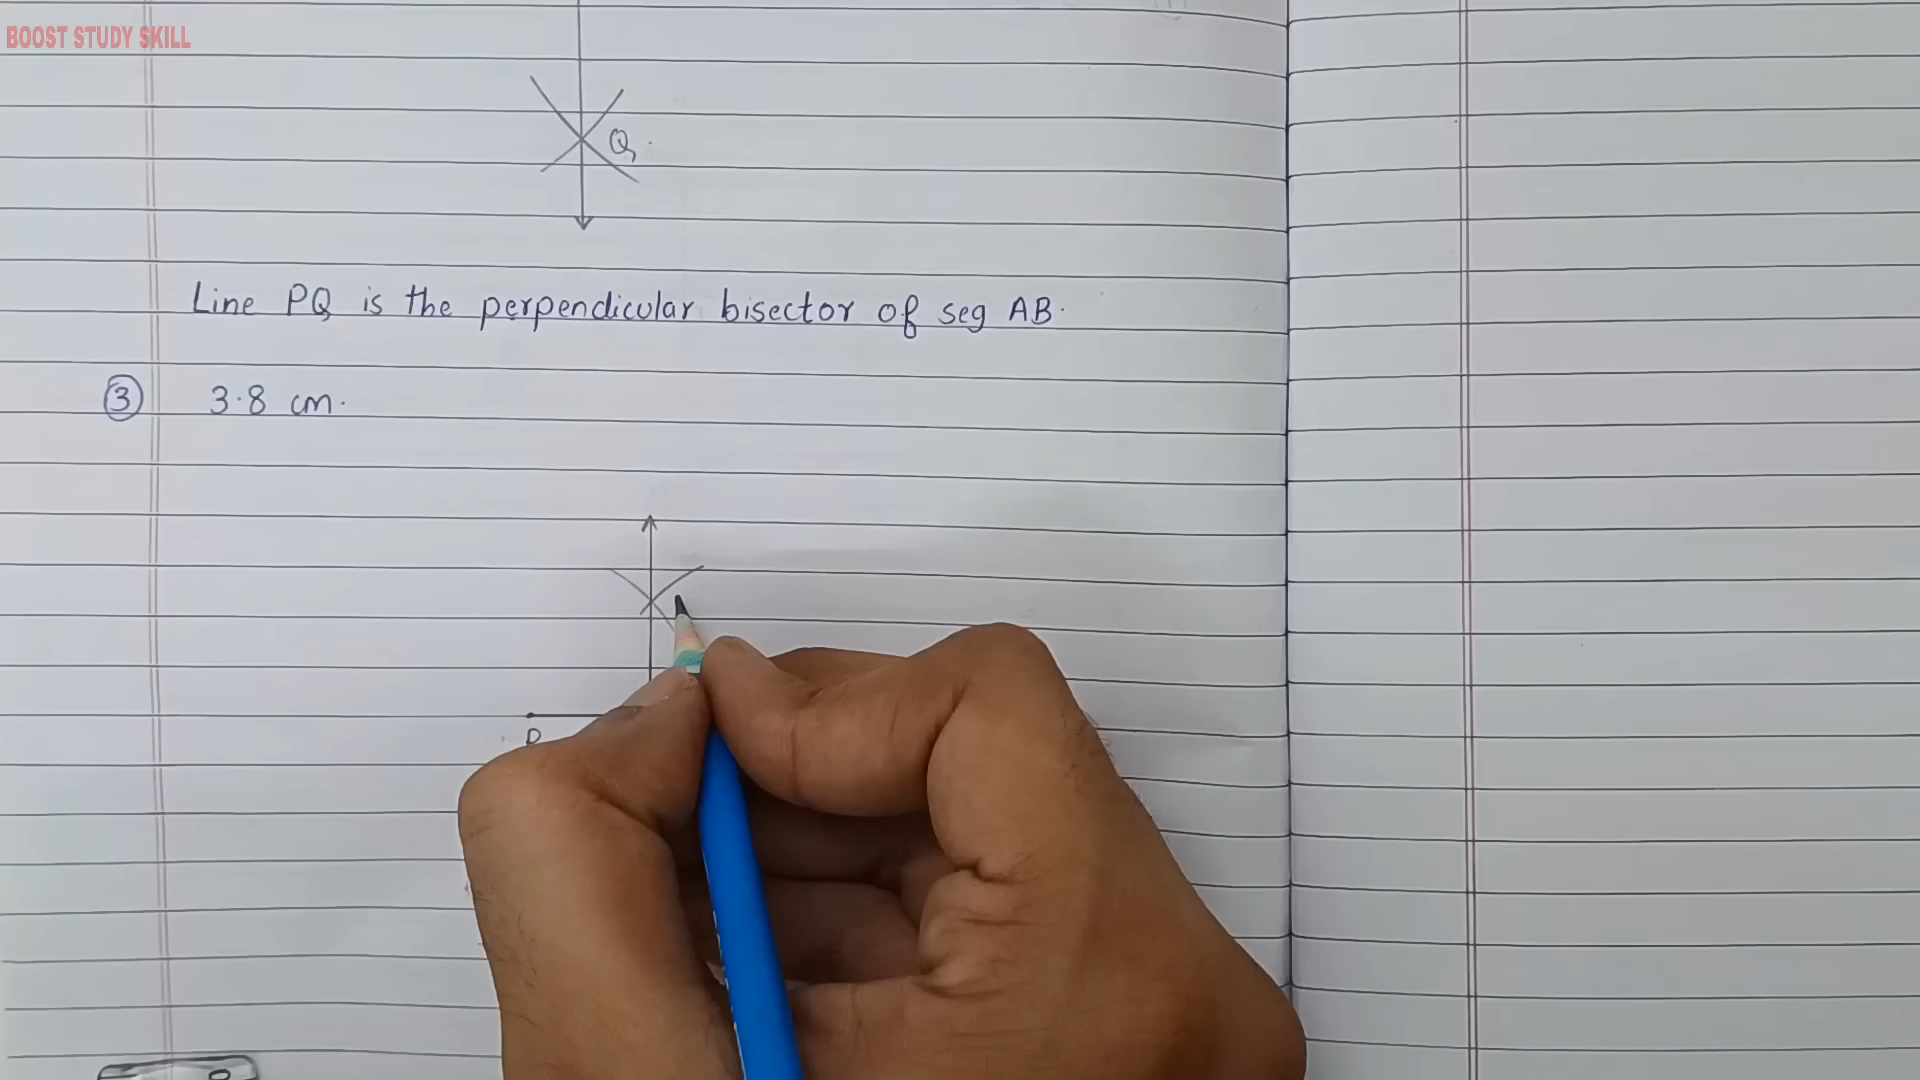 BOOST STUDY SKILL
Q
Line PQ is the perpendicular bisector of seg AB.
3 3.8 cm.